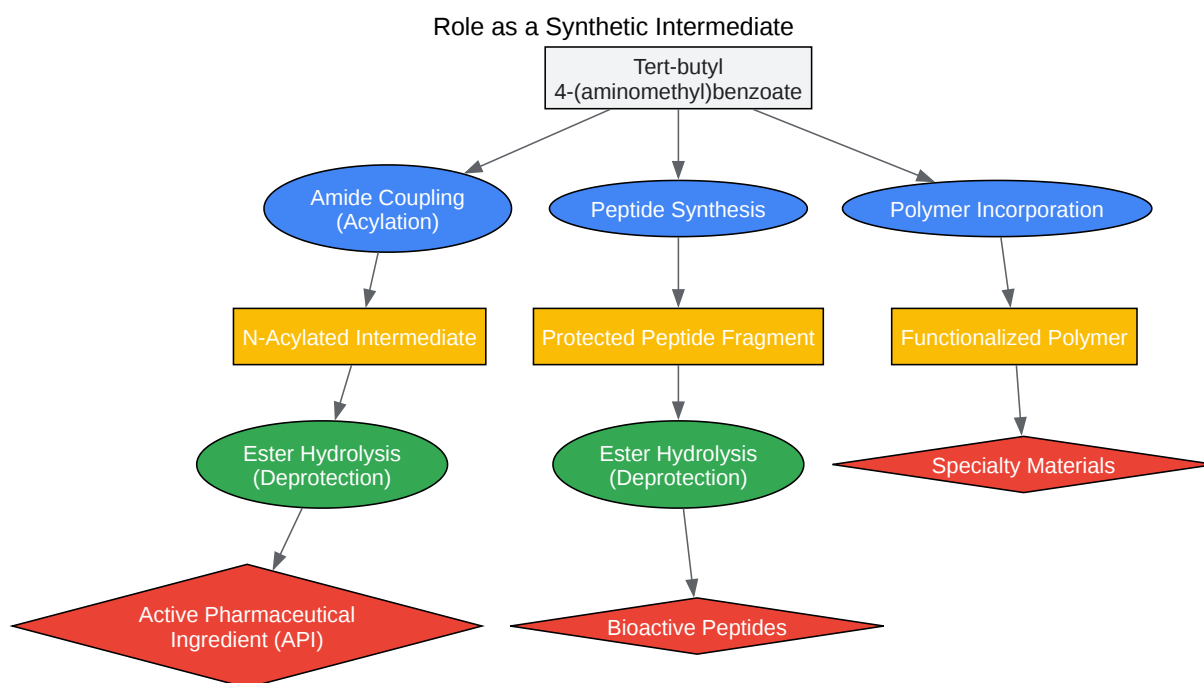 Role as a Synthetic Intermediate
Tert-butyl
4-(aminomethyl)benzoate
Amide Coupling
(Acylation)
Peptide Synthesis
Polymer Incorporation
N-Acylated Intermediate
Protected Peptide Fragment
Functionalized Polymer
Ester Hydrolysis
(Deprotection)
Ester Hydrolysis
(Deprotection)
Specialty Materials
Active Pharmaceutical
Ingredient (API)
Bioactive Peptides